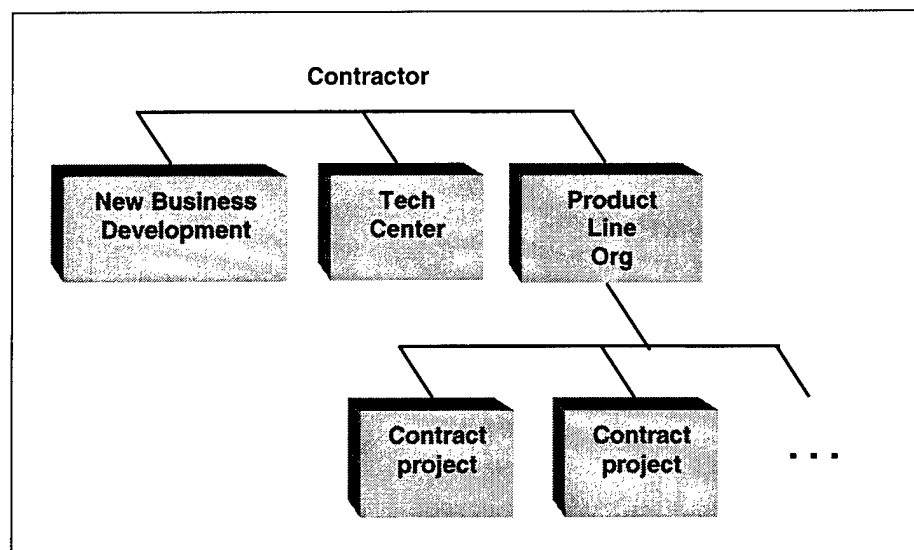 Contractor
New Business
Development
Tech
Center
Product
Line
Org
Contract
project
Contract
project
...